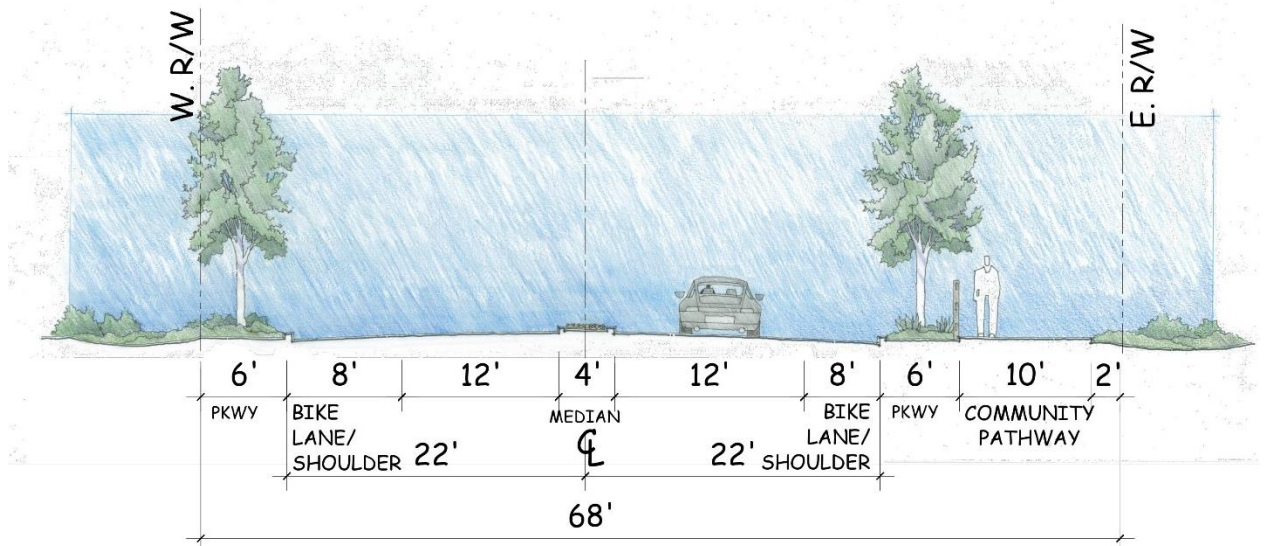 W. R/W
E. R/W
6' 8' 12' 4' 12' 8' 6' 10' 2'
PKWY
BIKE
LANE/
SHOULDER
22'
MEDIAN
℄
22'
BIKE
LANE/
SHOULDER
PKWY
COMMUNITY
PATHWAY
68'